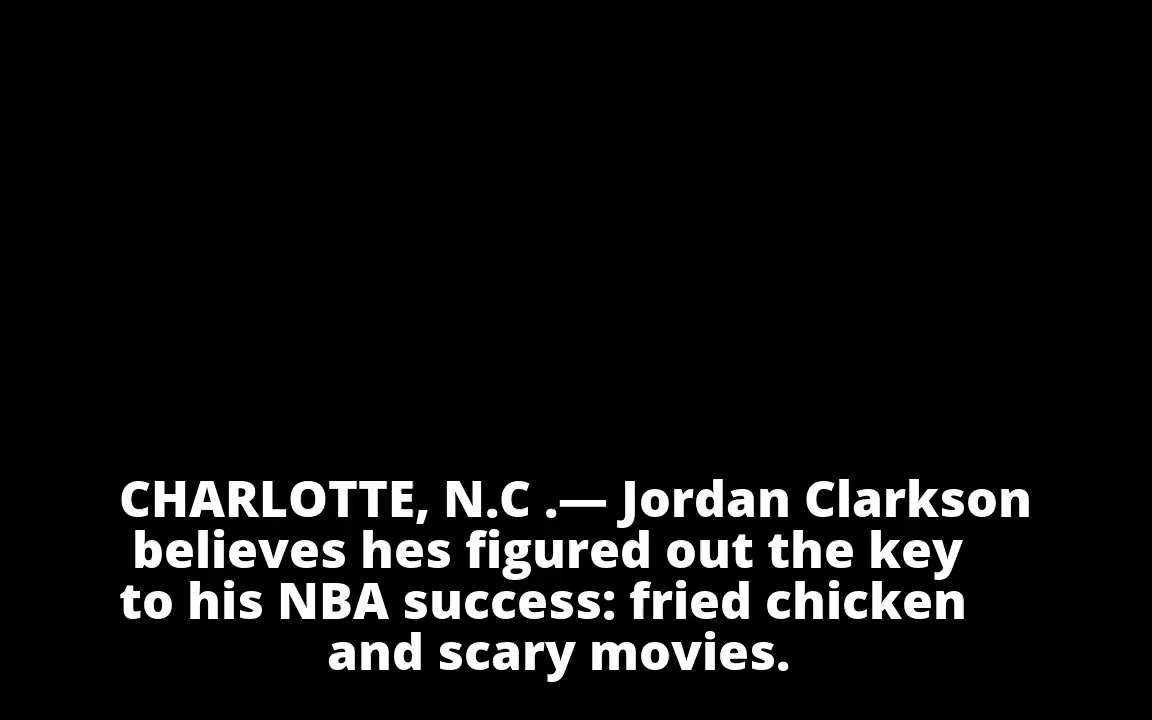 CHARLOTTE, N.C .— Jordan Clarkson
believes hes figured out the key
to his NBA success: fried chicken
and scary movies.